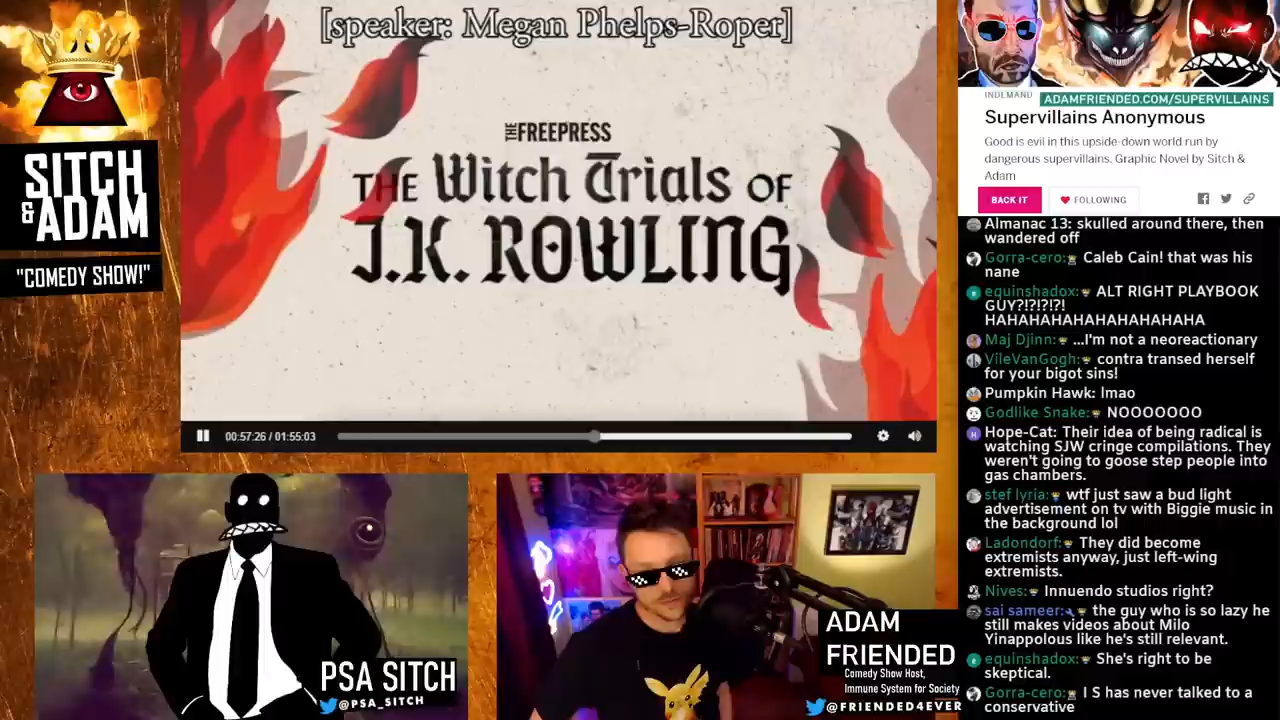 [speaker: Megan Phelps-Roper]
THE FREE PRESS
THE Witch Trials OF
J.K. ROWLING
00:57:26 / 01:55:03
SITCH
& ADAM
"COMEDY SHOW!"
PSA SITCH
@PSA_SITCH
ADAM
FRIENDED
Comedy Show Host,
Immune System for Society
@FRIENDED4EVER
INDEMAND
ADAMFRIENDED.COM/SUPERVILLAINS
Supervillains Anonymous
Good is evil in this upside-down world run by
dangerous supervillains. Graphic Novel by Sitch &
Adam
BACK IT
FOLLOWING
Almanac 13: skulled around there, then
wandered off
Gorra-cero: Caleb Cain! that was his
nane
equinshadox: ALT RIGHT PLAYBOOK
GUY?!?!?!?!
HAHAHAHAHAHAHAHAHA
Maj Djinn: ...I'm not a neoreactionary
VileVanGogh: contra transed herself
for your bigot sins!
Pumpkin Hawk: lmao
Godlike Snake: NOOOOOOO
Hope-Cat: Their idea of being radical is
watching SJW cringe compilations. They
weren't going to goose step people into
gas chambers.
stef lyria: wtf just saw a bud light
advertisement on tv with Biggie music in
the background lol
Ladondorf: They did become
extremists anyway, just left-wing
extremists.
Nives: Innuendo studios right?
sai sameer: the guy who is so lazy he
still makes videos about Milo
Yinappolous like he's still relevant.
equinshadox: She's right to be
skeptical.
Gorra-cero: I S has never talked to a
conservative